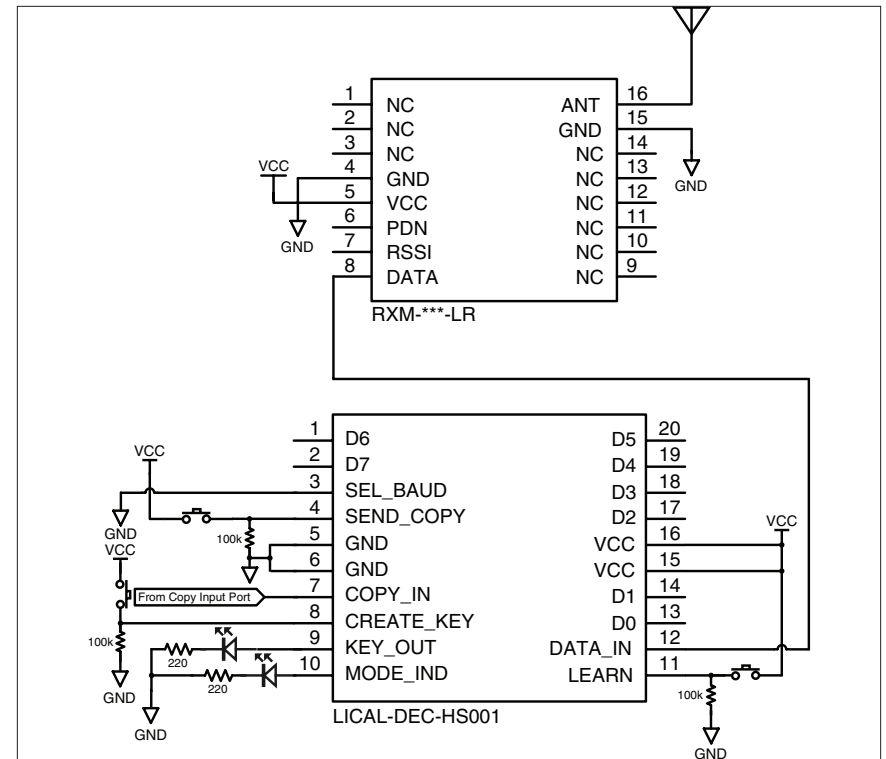 1 NC
2 NC
3 NC
4 GND
5 VCC
6 PDN
7 RSSI
8 DATA
ANT 16
GND 15
NC 14
NC 13
NC 12
NC 11
NC 10
NC 9
VCC
GND
GND
RXM-***-LR
1 D6
2 D7
3 SEL_BAUD
4 SEND_COPY
5 GND
6 GND
7 COPY_IN
8 CREATE_KEY
9 KEY_OUT
10 MODE_IND
D5 20
D4 19
D3 18
D2 17
VCC 16
VCC 15
D1 14
D0 13
DATA_IN 12
LEARN 11
VCC
GND
VCC
100k
From Copy Input Port
100k
GND
220
220
GND
VCC
100k
GND
LICAL-DEC-HS001